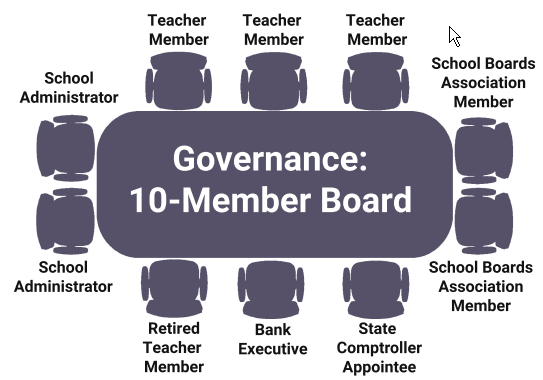 Teacher
Member
Teacher
Member
Teacher
Member
School
Administrator
School Boards
Association
Member
Governance:
10-Member Board
School
Administrator
School Boards
Association
Member
Retired
Teacher
Member
Bank
Executive
State
Comptroller
Appointee